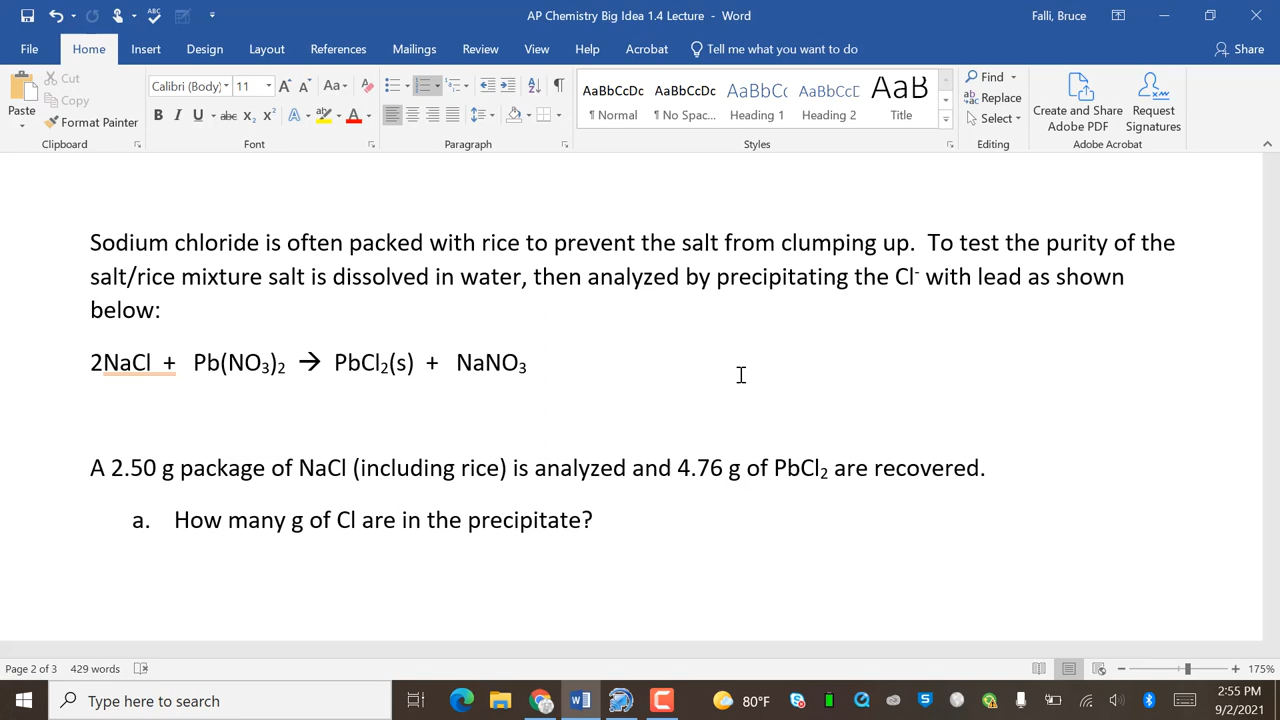 AP Chemistry Big Idea 1.4 Lecture - Word
Falli, Bruce
File Home Insert Design Layout References Mailings Review View Help Acrobat Tell me what you want to do Share
Paste
Cut
Copy
Format Painter
Clipboard
Calibri (Body) 11
Font
Paragraph
AaBbCcDc AaBbCcDc AaBbCc AaBbCcD AaB
¶ Normal ¶ No Spac... Heading 1 Heading 2 Title
Styles
Find
Replace
Select
Editing
Create and Share Adobe PDF
Request Signatures
Adobe Acrobat
Sodium chloride is often packed with rice to prevent the salt from clumping up. To test the purity of the
salt/rice mixture salt is dissolved in water, then analyzed by precipitating the Cl⁻ with lead as shown
below:
2NaCl + Pb(NO₃)₂ → PbCl₂(s) + NaNO₃
A 2.50 g package of NaCl (including rice) is analyzed and 4.76 g of PbCl₂ are recovered.
a. How many g of Cl are in the precipitate?
Page 2 of 3 429 words 175%
Type here to search
80°F
2:55 PM
9/2/2021